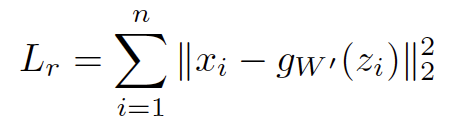 L_r = \sum_{i=1}^{n} \|x_i - g_{W'}(z_i)\|_2^2